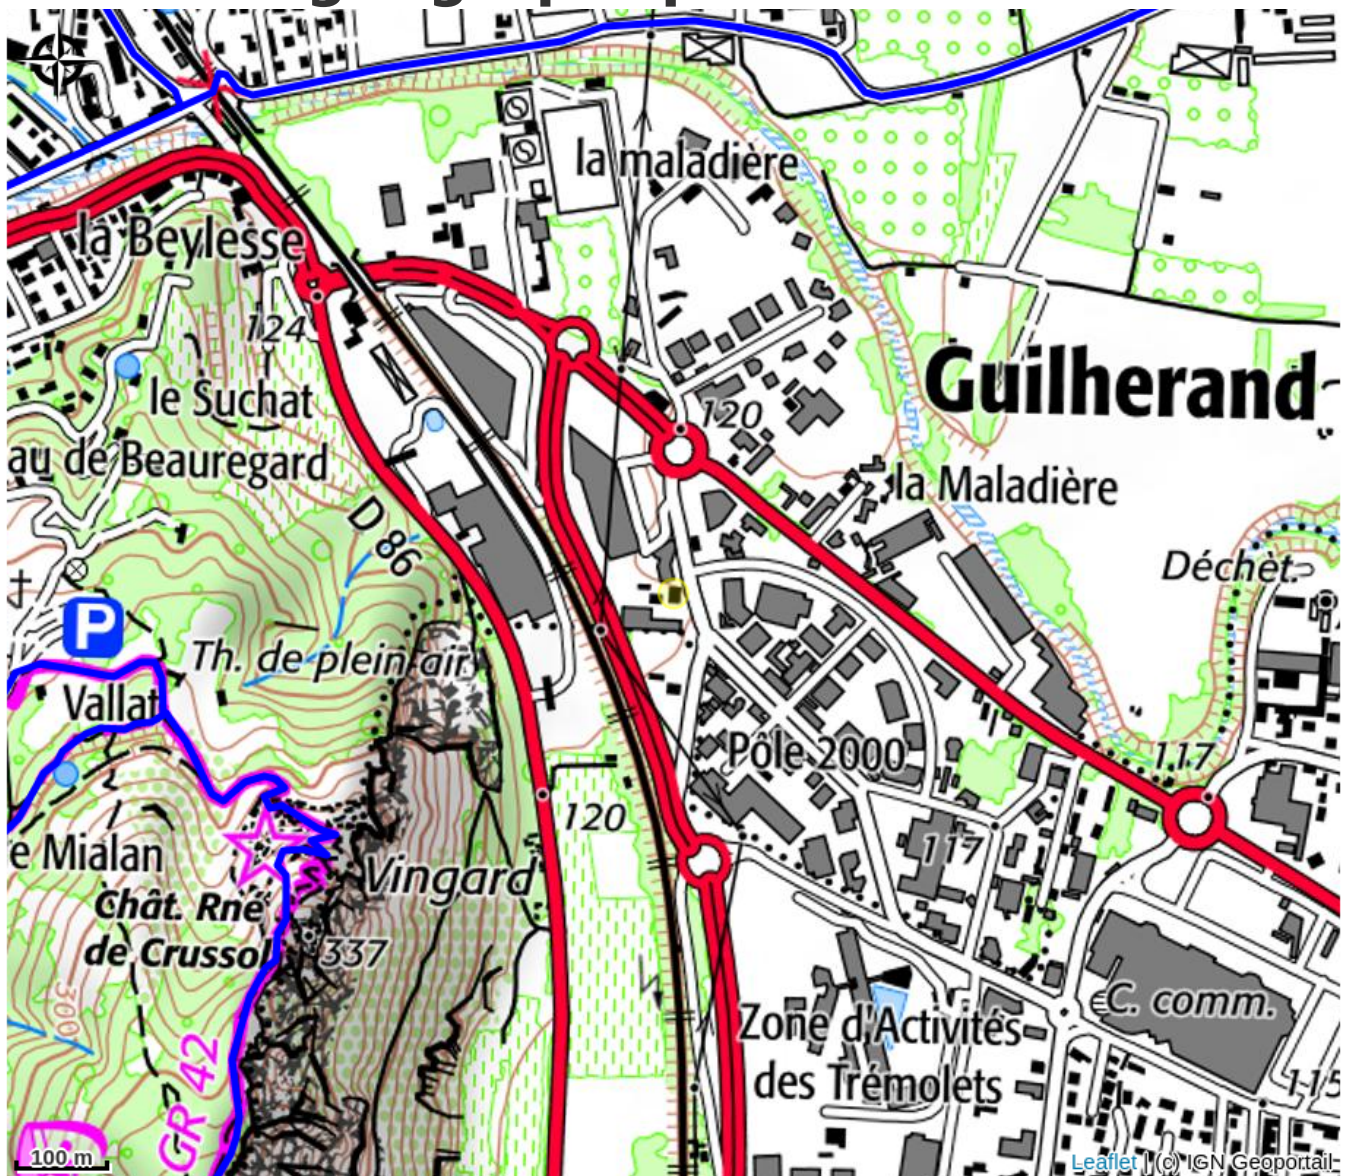 la maladière
la Beylesse
124
le Suchat
au de Beauregard
Guilherand
120
la Maladière
D 86
Déchèt.
P
Th. de plein air
Vallat
Pôle 2000
117
120
e Mialan
117
Vingard
Chât. Rné
de Crussol
337
300
C. comm.
GR 42
Zone d'Activités
des Trémolets
115
100 m
Leaflet | (c) IGN Geoportail